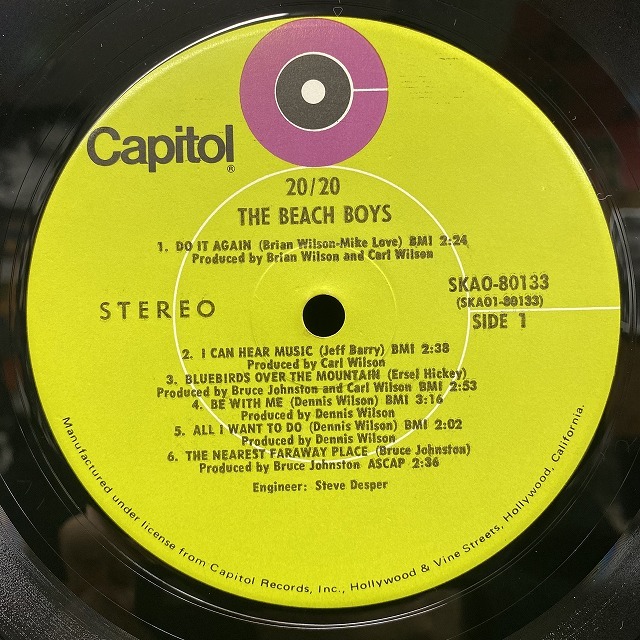 Capitol®
20/20
THE BEACH BOYS
1. DO IT AGAIN (Brian Wilson-Mike Love) BMI 2:24
Produced by Brian Wilson and Carl Wilson
STEREO
SKAO-80133
(SKAO1-80133)
SIDE 1
2. I CAN HEAR MUSIC (Jeff Barry) BMI 2:38
Produced by Carl Wilson
3. BLUEBIRDS OVER THE MOUNTAIN (Ersel Hickey)
Produced by Bruce Johnston and Carl Wilson BMI 2:53
4. BE WITH ME (Dennis Wilson) BMI 3:16
Produced by Dennis Wilson
5. ALL I WANT TO DO (Dennis Wilson) BMI 2:02
Produced by Dennis Wilson
6. THE NEAREST FARAWAY PLACE (Bruce Johnston)
Produced by Bruce Johnston ASCAP 2:36
Engineer: Steve Desper
Manufactured under license from Capitol Records, Inc., Hollywood & Vine Streets, Hollywood, California.